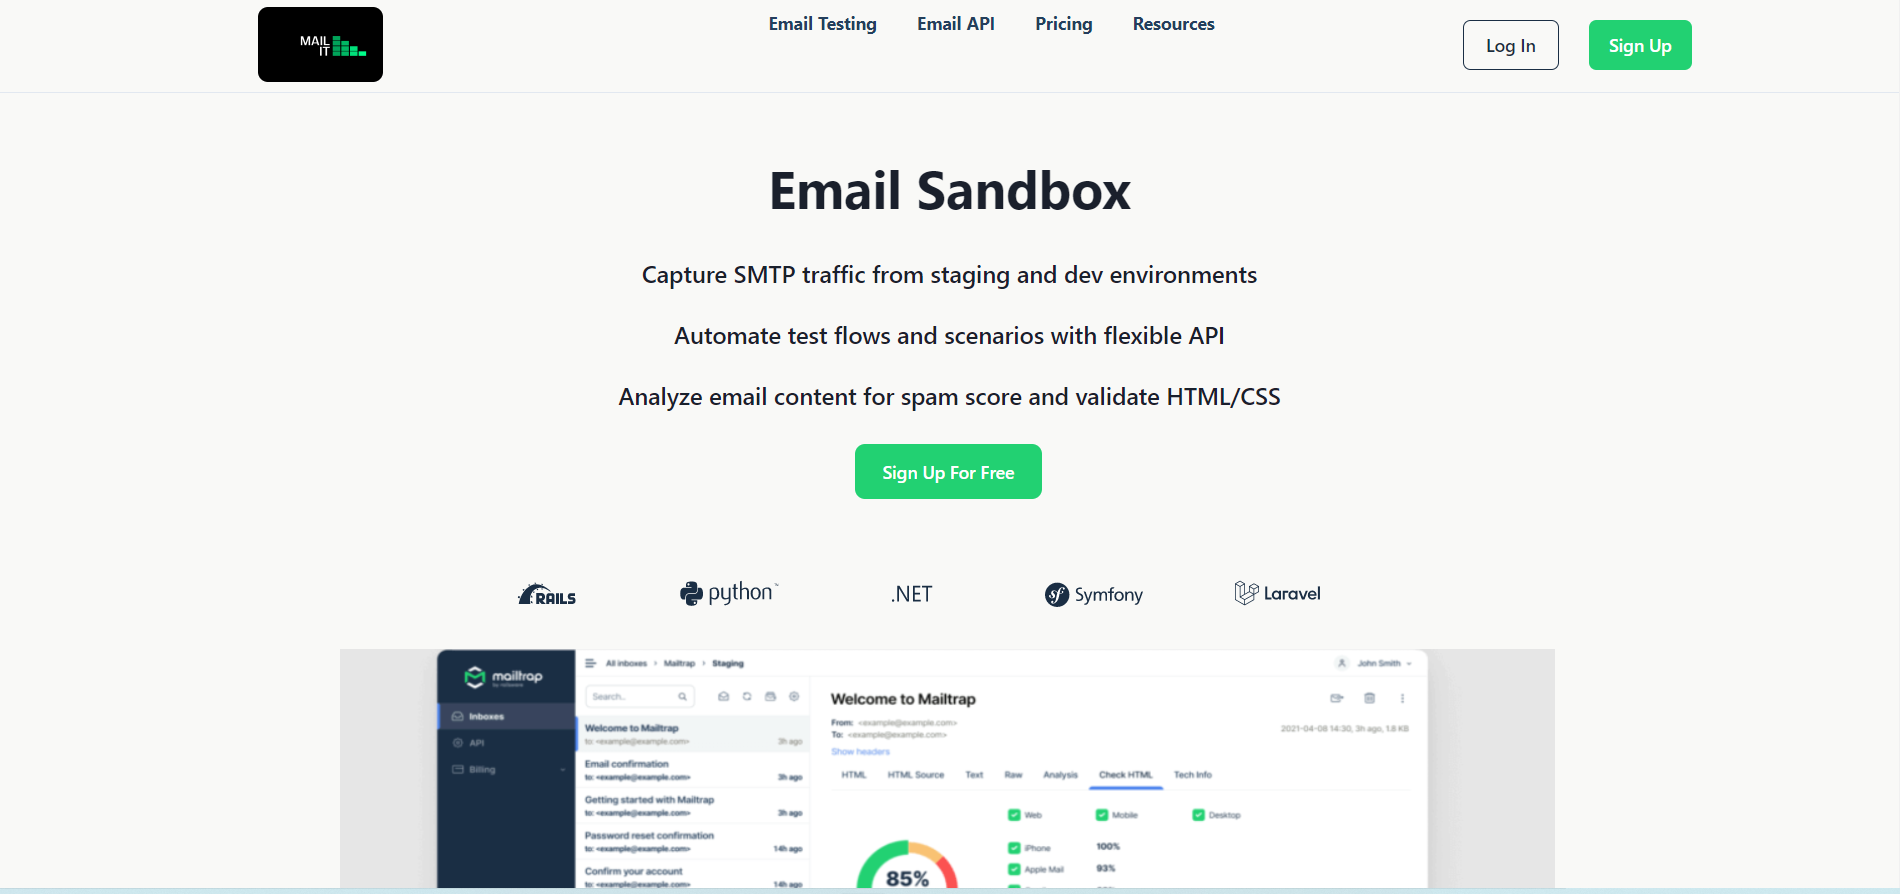 MAIL
IT
Email Testing
Email API
Pricing
Resources
Log In
Sign Up
Email Sandbox
Capture SMTP traffic from staging and dev environments
Automate test flows and scenarios with flexible API
Analyze email content for spam score and validate HTML/CSS
Sign Up For Free
RAILS
python™
.NET
sf Symfony
Laravel
mailtrap
All inboxes › Mailtrap › Staging
John Smith
Search..
Inboxes
API
Billing
Welcome to Mailtrap
to: <example@example.com> 3h ago
Email confirmation
to: <example@example.com> 3h ago
Getting started with Mailtrap
to: <example@example.com> 3h ago
Password reset confirmation
to: <example@example.com> 14h ago
Confirm your account
to: <example@example.com> 14h ago
Welcome to Mailtrap
From: <example@example.com>
To: <example@example.com>
2021-04-08 14:30, 3h ago, 1.8 KB
Show headers
HTML HTML Source Text Raw Analysis Check HTML Tech Info
Web Mobile Desktop
iPhone 100%
Apple Mail 93%
85%